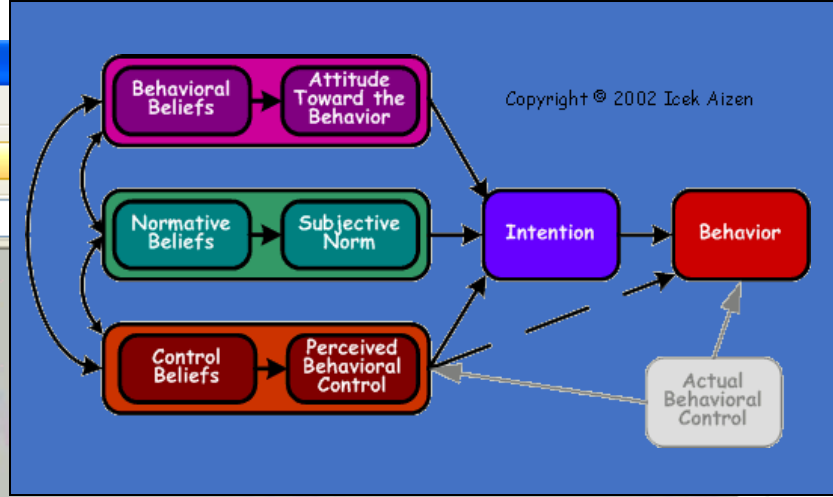 Behavioral
Beliefs
Attitude
Toward the
Behavior
Copyright © 2002 Icek Aizen
Normative
Beliefs
Subjective
Norm
Intention
Behavior
Control
Beliefs
Perceived
Behavioral
Control
Actual
Behavioral
Control